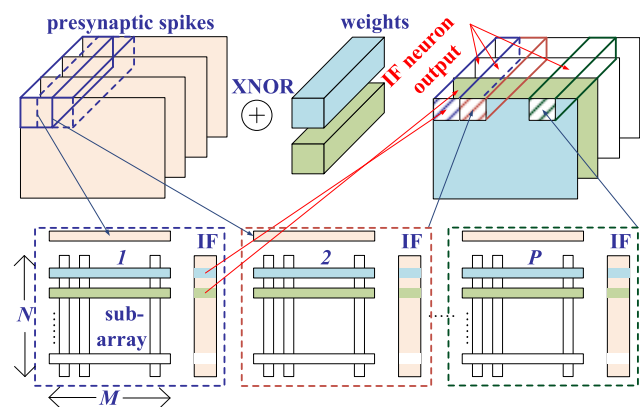 presynaptic spikes
weights
XNOR
IF neuron
output
1
IF
2
IF
P
IF
N
sub-
array
M